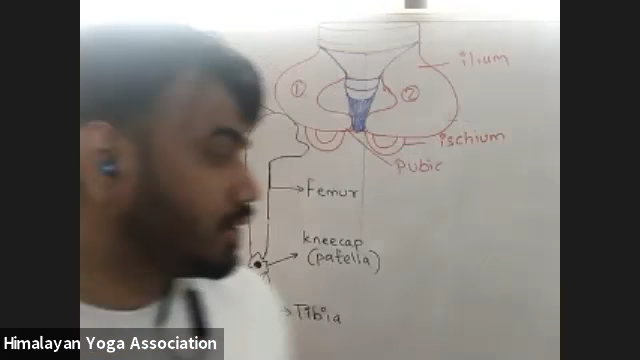 ilium
①
②
ischium
Pubic
Femur
kneecap
(patella)
Tibia
Himalayan Yoga Association